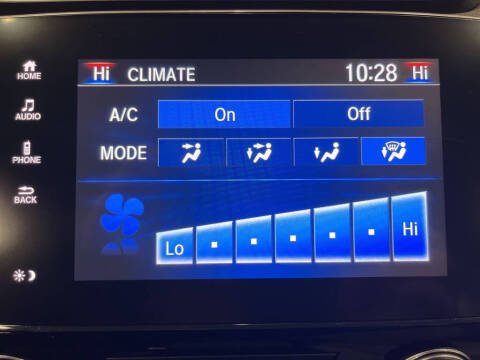 HOME
AUDIO
PHONE
BACK
Hi CLIMATE 10:28 Hi
A/C On Off
MODE
Lo Hi